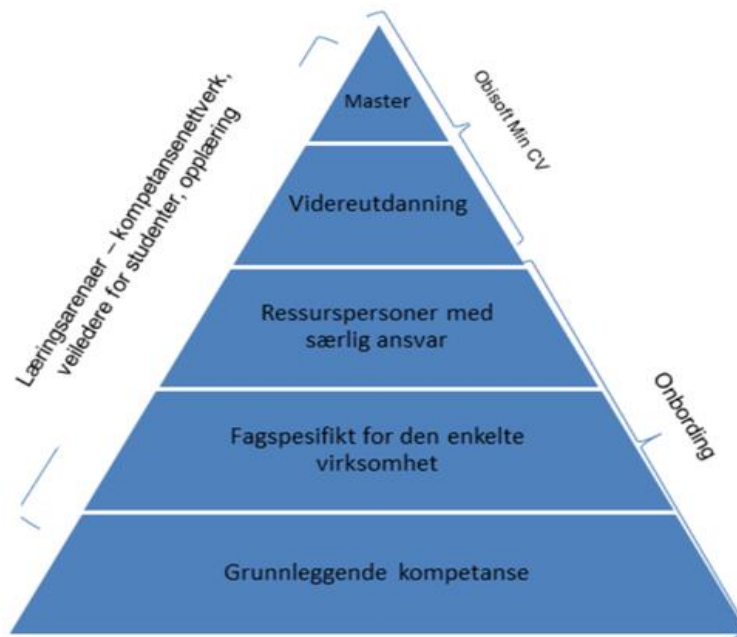 Master
Videreutdanning
Ressurspersoner med
særlig ansvar
Fagspesifikt for den enkelte
virksomhet
Grunnleggende kompetanse
Læringsarenaer – kompetansenettverk,
veiledere for studenter, opplæring
Obisoft Min CV
Onbording